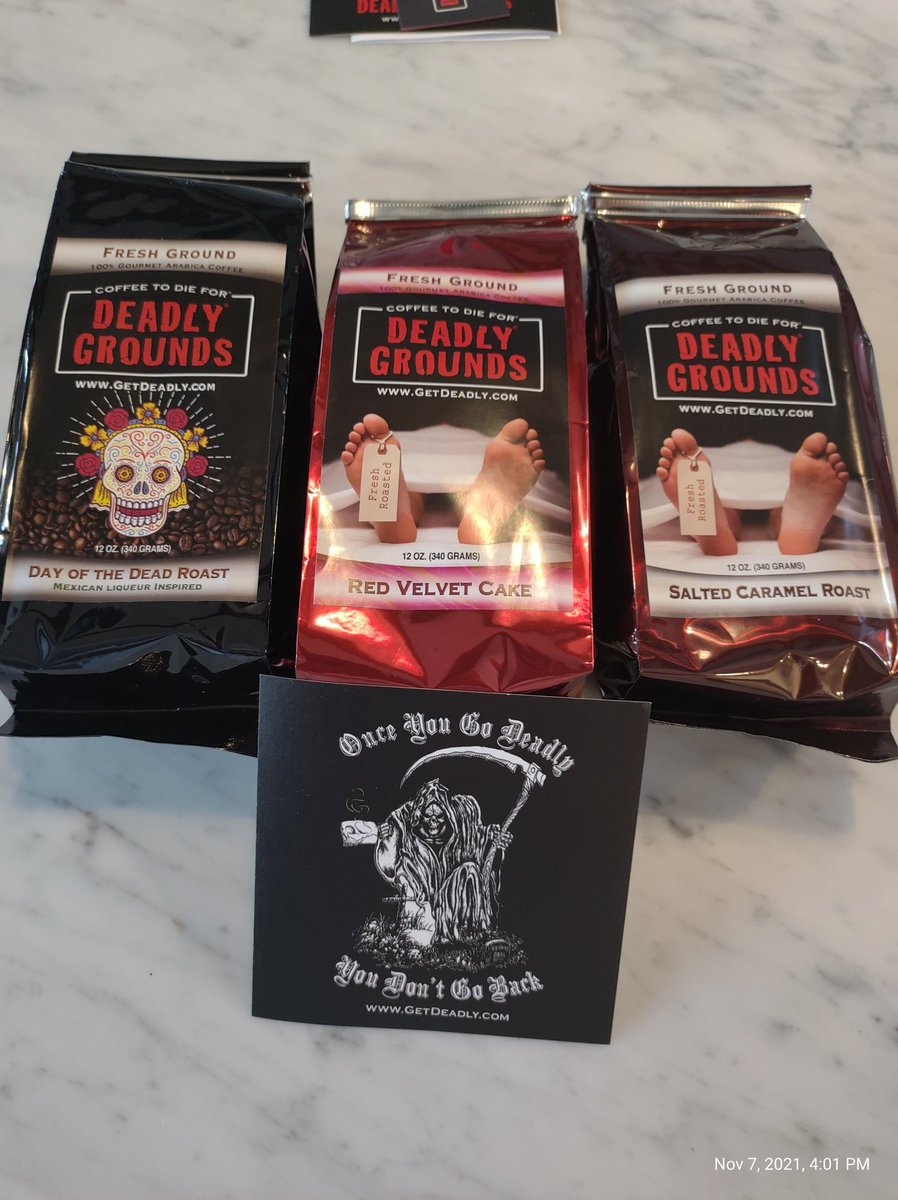 FRESH GROUND
100% GOURMET ARABICA COFFEE
COFFEE TO DIE FOR®
DEADLY®
GROUNDS
WWW.GETDEADLY.COM
12 OZ. (340 GRAMS)
DAY OF THE DEAD ROAST
MEXICAN LIQUEUR INSPIRED
FRESH GROUND
100% GOURMET ARABICA COFFEE
COFFEE TO DIE FOR®
DEADLY®
GROUNDS
WWW.GETDEADLY.COM
Fresh
Roasted
12 OZ. (340 GRAMS)
RED VELVET CAKE
FRESH GROUND
100% GOURMET ARABICA COFFEE
COFFEE TO DIE FOR®
DEADLY®
GROUNDS
WWW.GETDEADLY.COM
Fresh
Roasted
12 OZ. (340 GRAMS)
SALTED CARAMEL ROAST
Once You Go Deadly
You Don't Go Back
WWW.GETDEADLY.COM
Nov 7, 2021, 4:01 PM